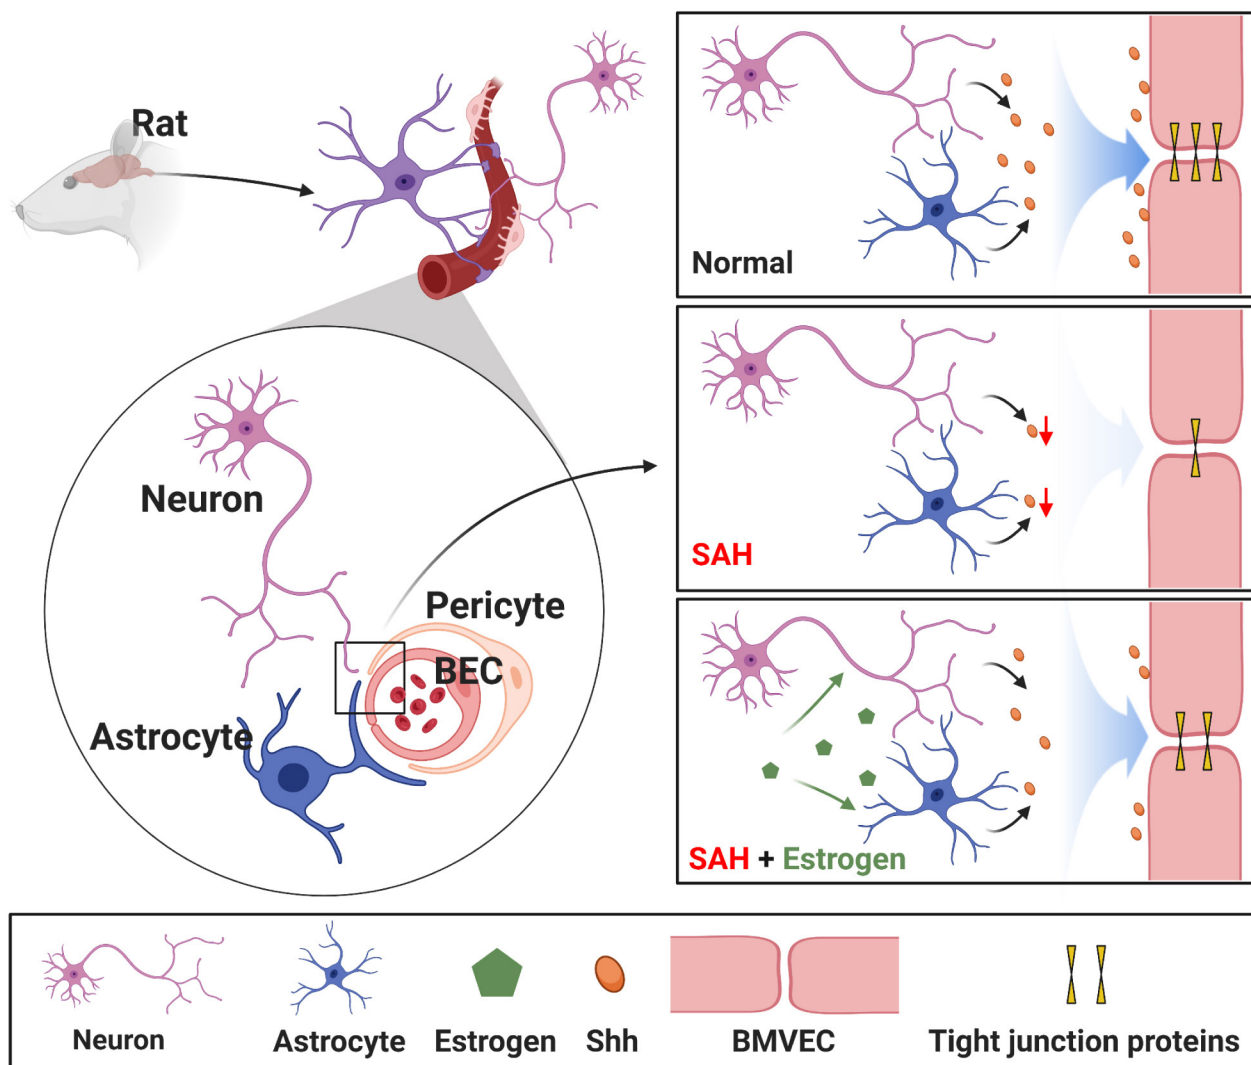 Rat
Neuron
Pericyte
BEC
Astrocyte
Normal
SAH
SAH + Estrogen
Neuron
Astrocyte
Estrogen
Shh
BMVEC
Tight junction proteins